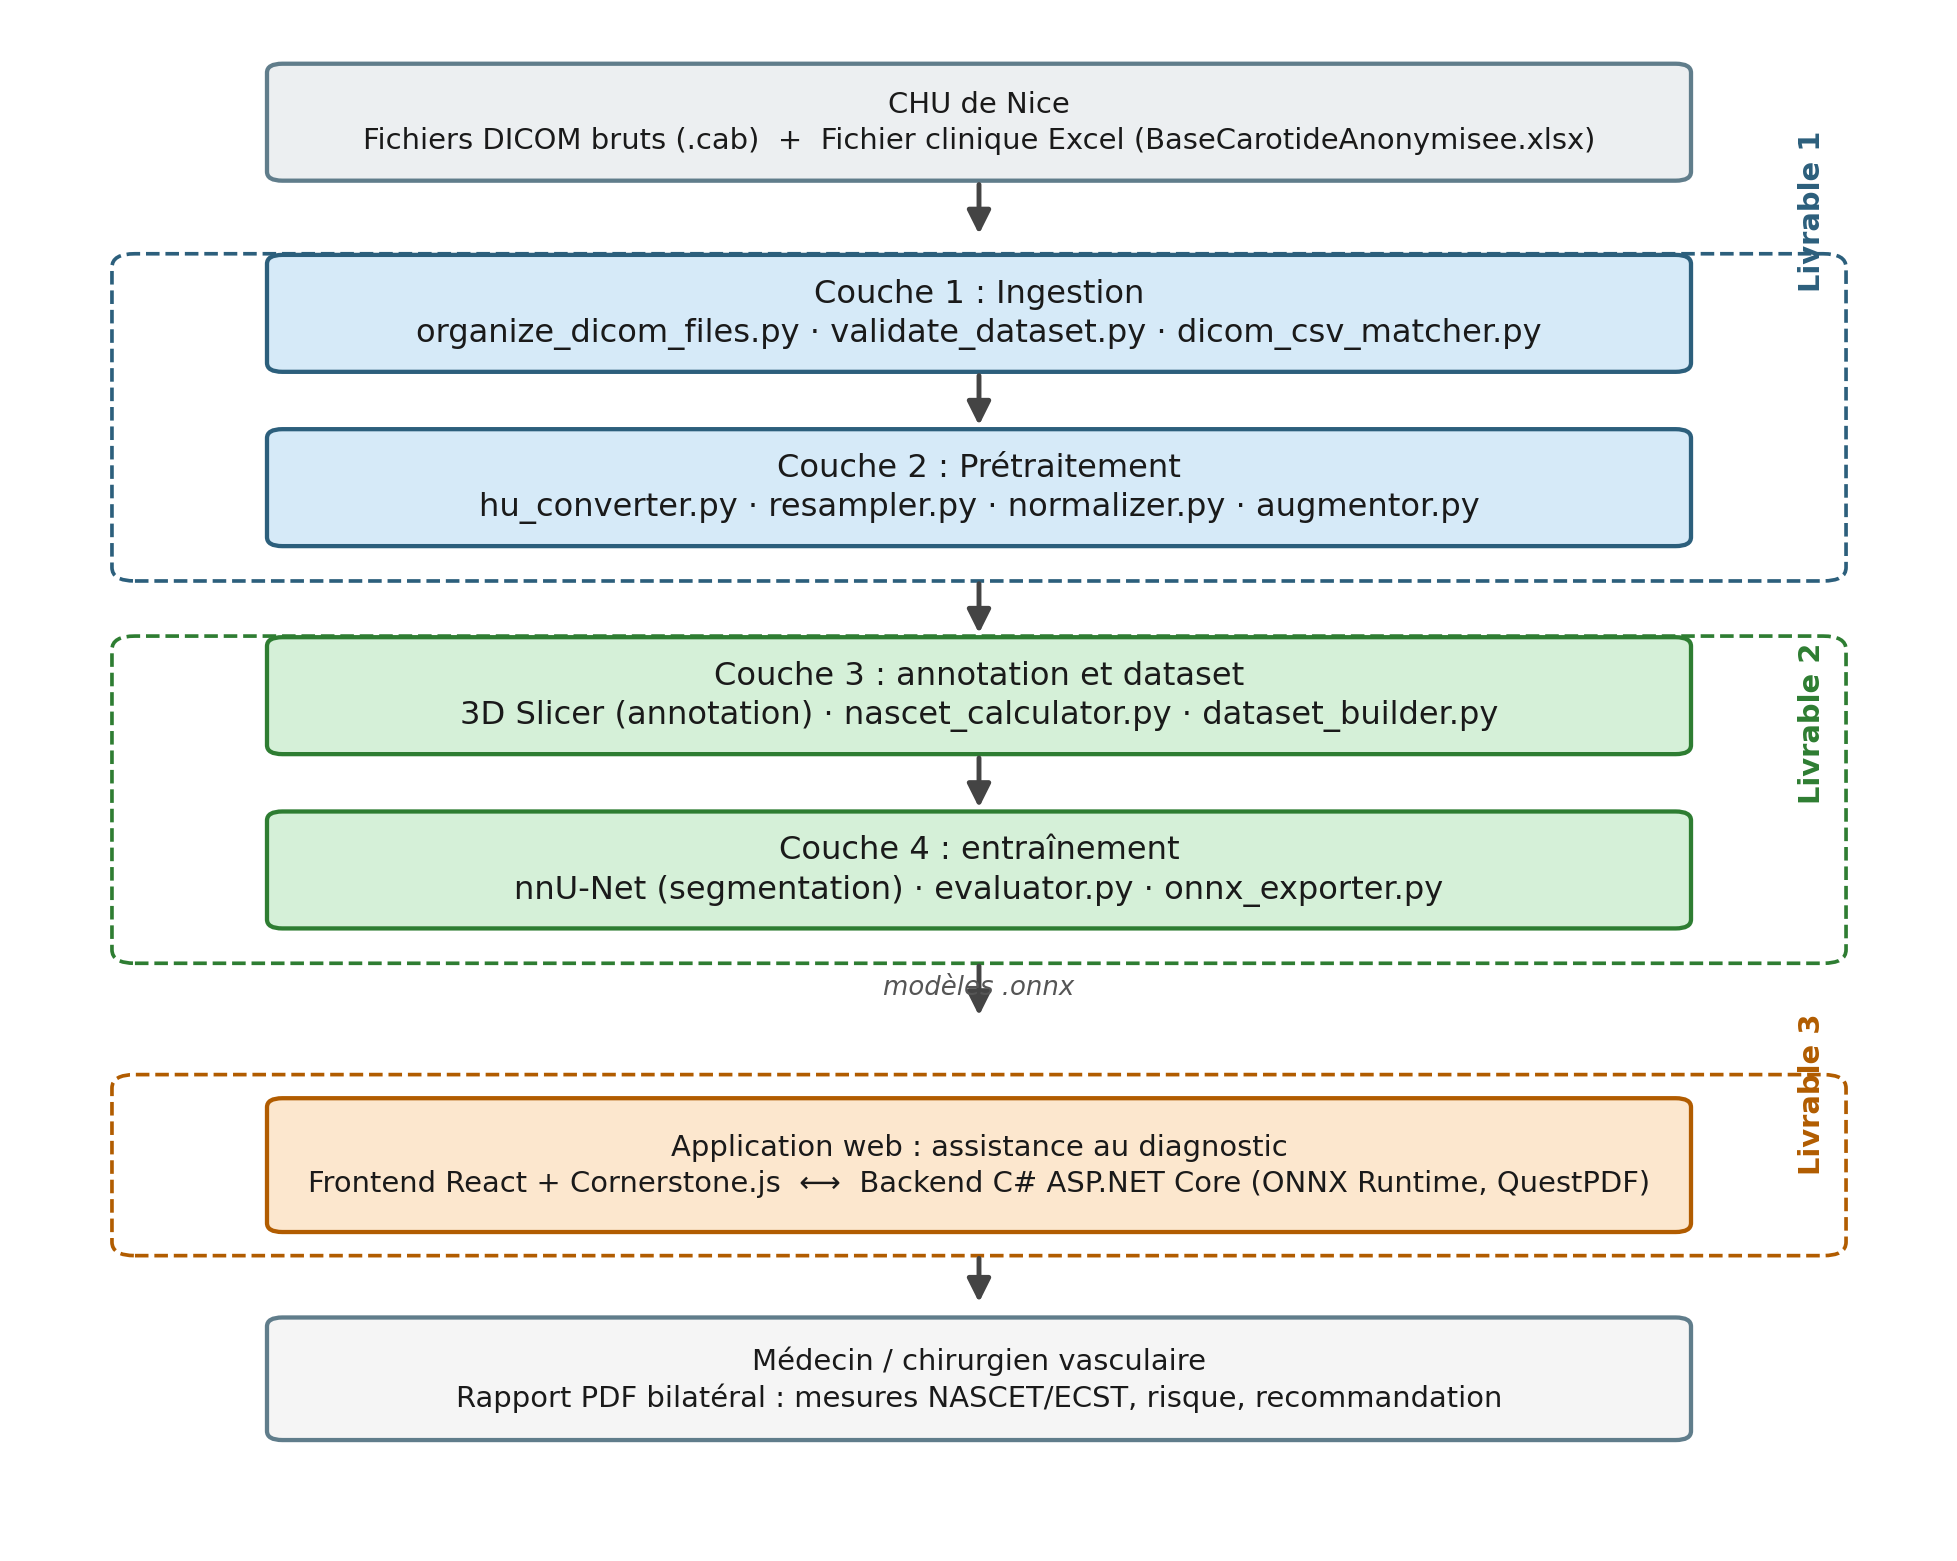 CHU de Nice
Fichiers DICOM bruts (.cab)  +  Fichier clinique Excel (BaseCarotideAnonymisee.xlsx)
Livrable 1
Couche 1 : Ingestion
organize_dicom_files.py · validate_dataset.py · dicom_csv_matcher.py
Couche 2 : Prétraitement
hu_converter.py · resampler.py · normalizer.py · augmentor.py
Livrable 2
Couche 3 : annotation et dataset
3D Slicer (annotation) · nascet_calculator.py · dataset_builder.py
Couche 4 : entraînement
nnU-Net (segmentation) · evaluator.py · onnx_exporter.py
modèles .onnx
Livrable 3
Application web : assistance au diagnostic
Frontend React + Cornerstone.js ⟷ Backend C# ASP.NET Core (ONNX Runtime, QuestPDF)
Médecin / chirurgien vasculaire
Rapport PDF bilatéral : mesures NASCET/ECST, risque, recommandation